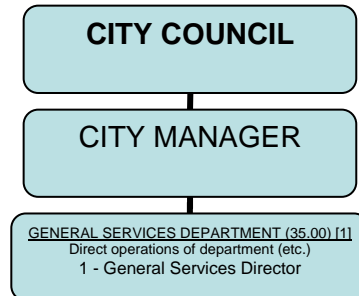 CITY COUNCIL
CITY MANAGER
GENERAL SERVICES DEPARTMENT (35.00) [1]
Direct operations of department (etc.)
1 - General Services Director